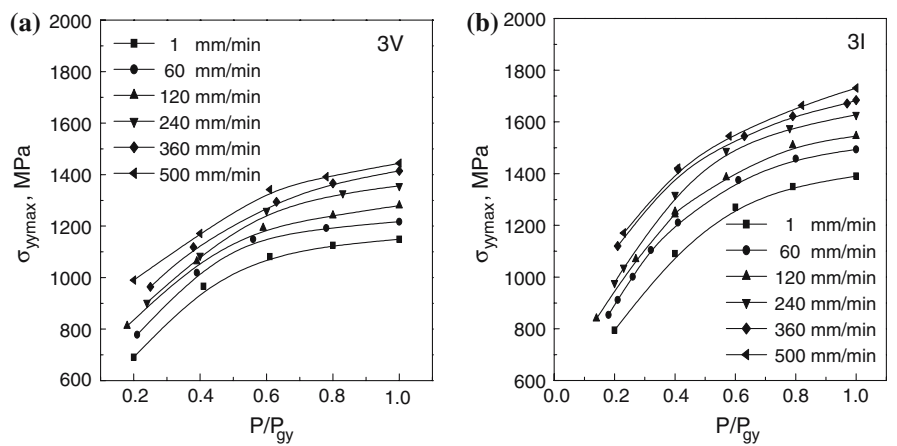 (a)
3V
1 mm/min
60 mm/min
120 mm/min
240 mm/min
360 mm/min
500 mm/min
2000
1800
1600
1400
1200
1000
800
600
σyymax, MPa
0.2 0.4 0.6 0.8 1.0
P/Pgy
(b)
3I
2000
1800
1600
1400
1200
1000
800
600
σyymax, MPa
1 mm/min
60 mm/min
120 mm/min
240 mm/min
360 mm/min
500 mm/min
0.0 0.2 0.4 0.6 0.8 1.0
P/Pgy